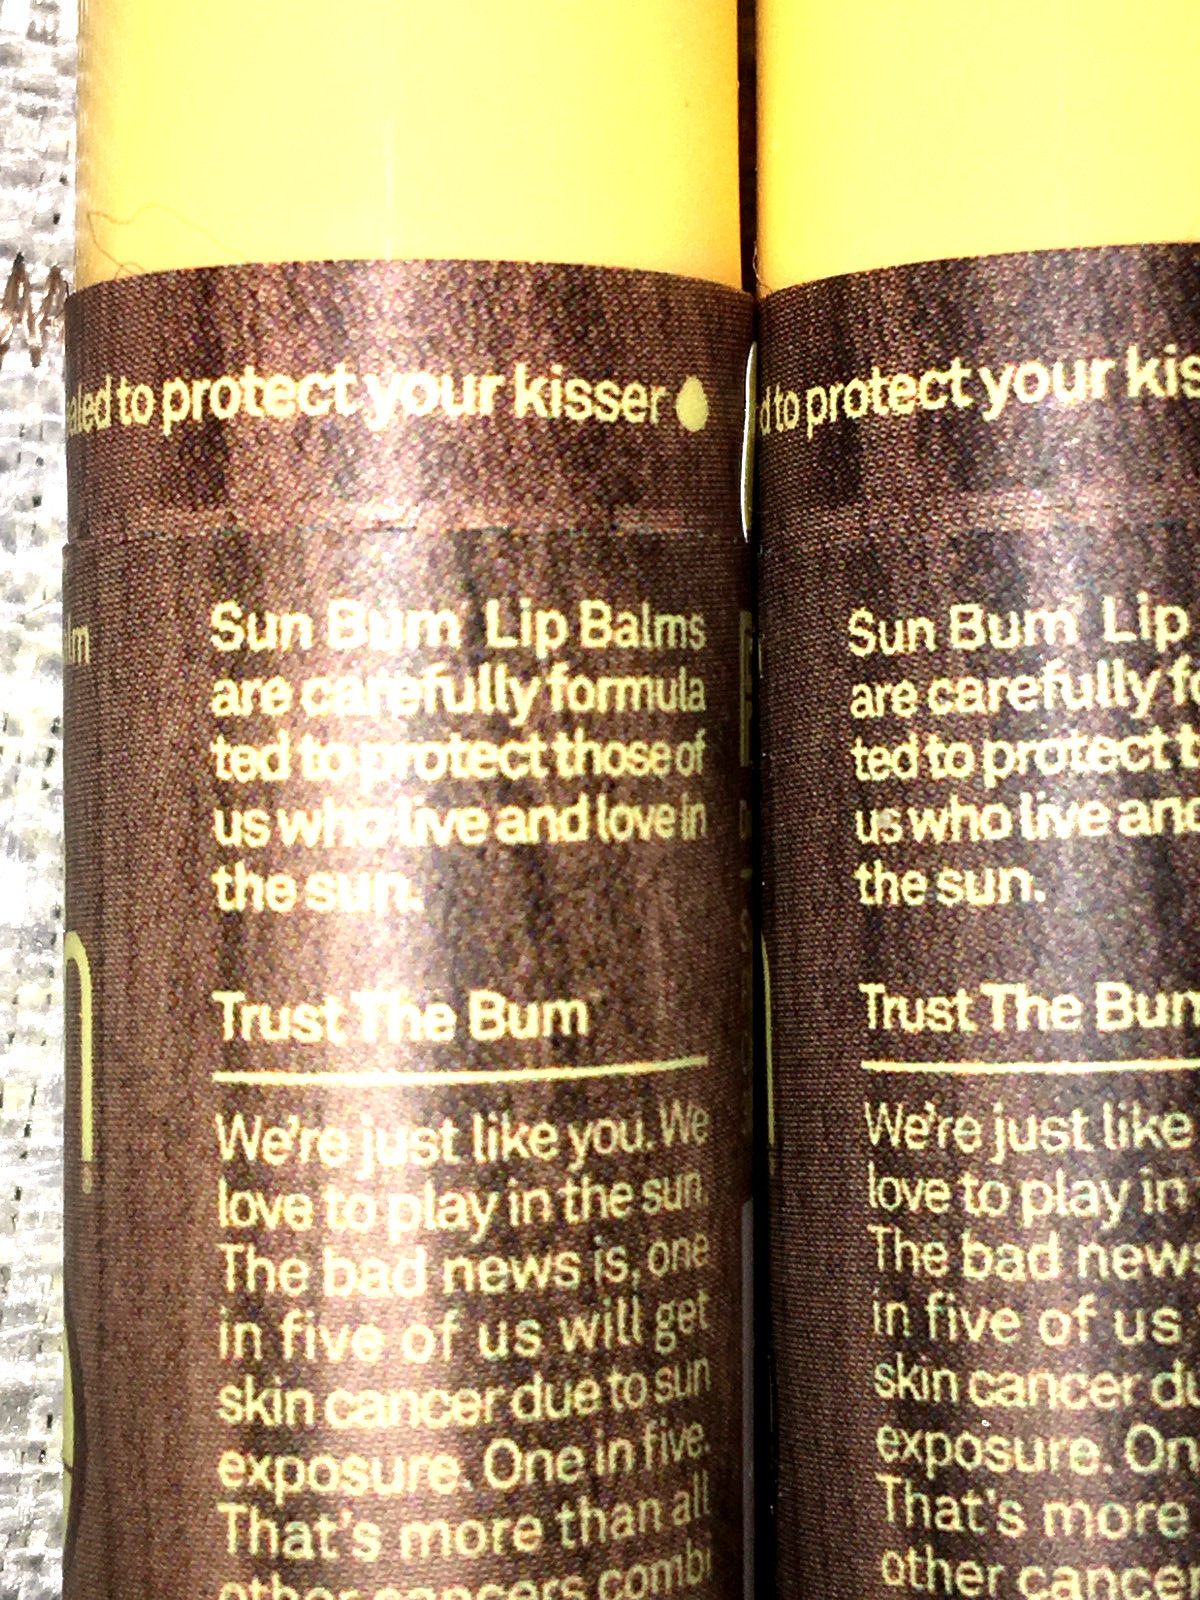 to protect your kisser
Sun Bum Lip Balms
are carefully formula
ted to protect those of
us who live and love in
the sun.
Trust The Bum
We're just like you. We
love to play in the sun.
The bad news is, one
in five of us will get
skin cancer due to sun
exposure. One in five.
That's more than all
other cancers combi
to protect your kis
Sun Bum Lip
are carefully fo
ted to protect t
us who live and
the sun.
Trust The Bum
We're just like
love to play in
The bad news
in five of us
skin cancer du
exposure. On
That's more
other cancer